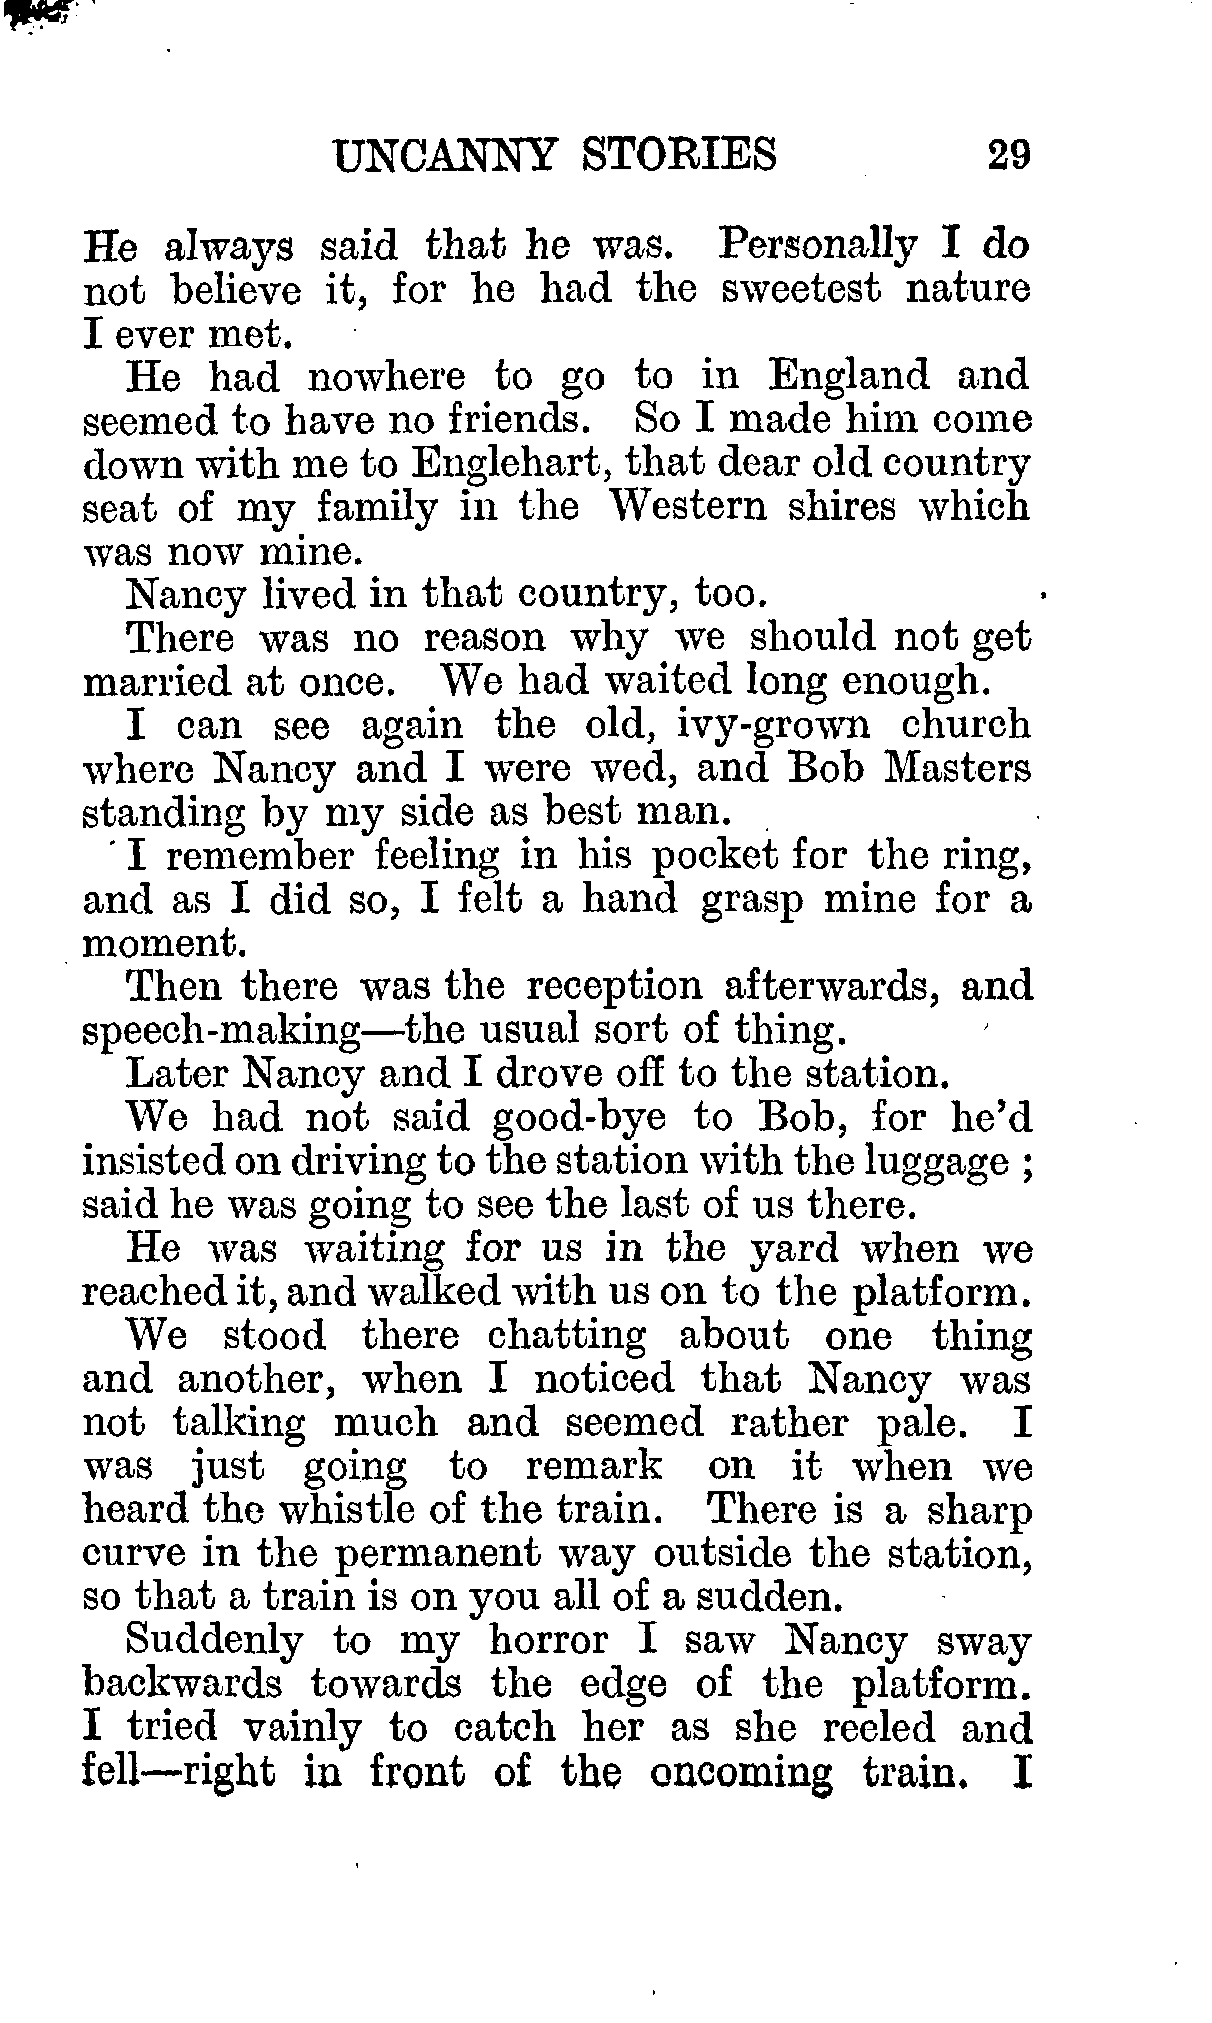 UNCANNY STORIES 29
He always said that he was. Personally I do
not believe it, for he had the sweetest nature
I ever met.
He had nowhere to go to in England and
seemed to have no friends. So I made him come
down with me to Englehart, that dear old country
seat of my family in the Western shires which
was now mine.
Nancy lived in that country, too.
There was no reason why we should not get
married at once. We had waited long enough.
I can see again the old, ivy-grown church
where Nancy and I were wed, and Bob Masters
standing by my side as best man.
I remember feeling in his pocket for the ring,
and as I did so, I felt a hand grasp mine for a
moment.
Then there was the reception afterwards, and
speech-making—the usual sort of thing.
Later Nancy and I drove off to the station.
We had not said good-bye to Bob, for he'd
insisted on driving to the station with the luggage ;
said he was going to see the last of us there.
He was waiting for us in the yard when we
reached it, and walked with us on to the platform.
We stood there chatting about one thing
and another, when I noticed that Nancy was
not talking much and seemed rather pale. I
was just going to remark on it when we
heard the whistle of the train. There is a sharp
curve in the permanent way outside the station,
so that a train is on you all of a sudden.
Suddenly to my horror I saw Nancy sway
backwards towards the edge of the platform.
I tried vainly to catch her as she reeled and
fell—right in front of the oncoming train. I